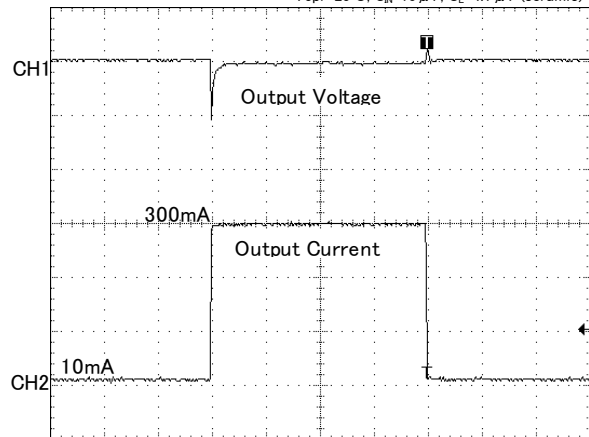 CH1
T
Output Voltage
300mA
Output Current
10mA
CH2